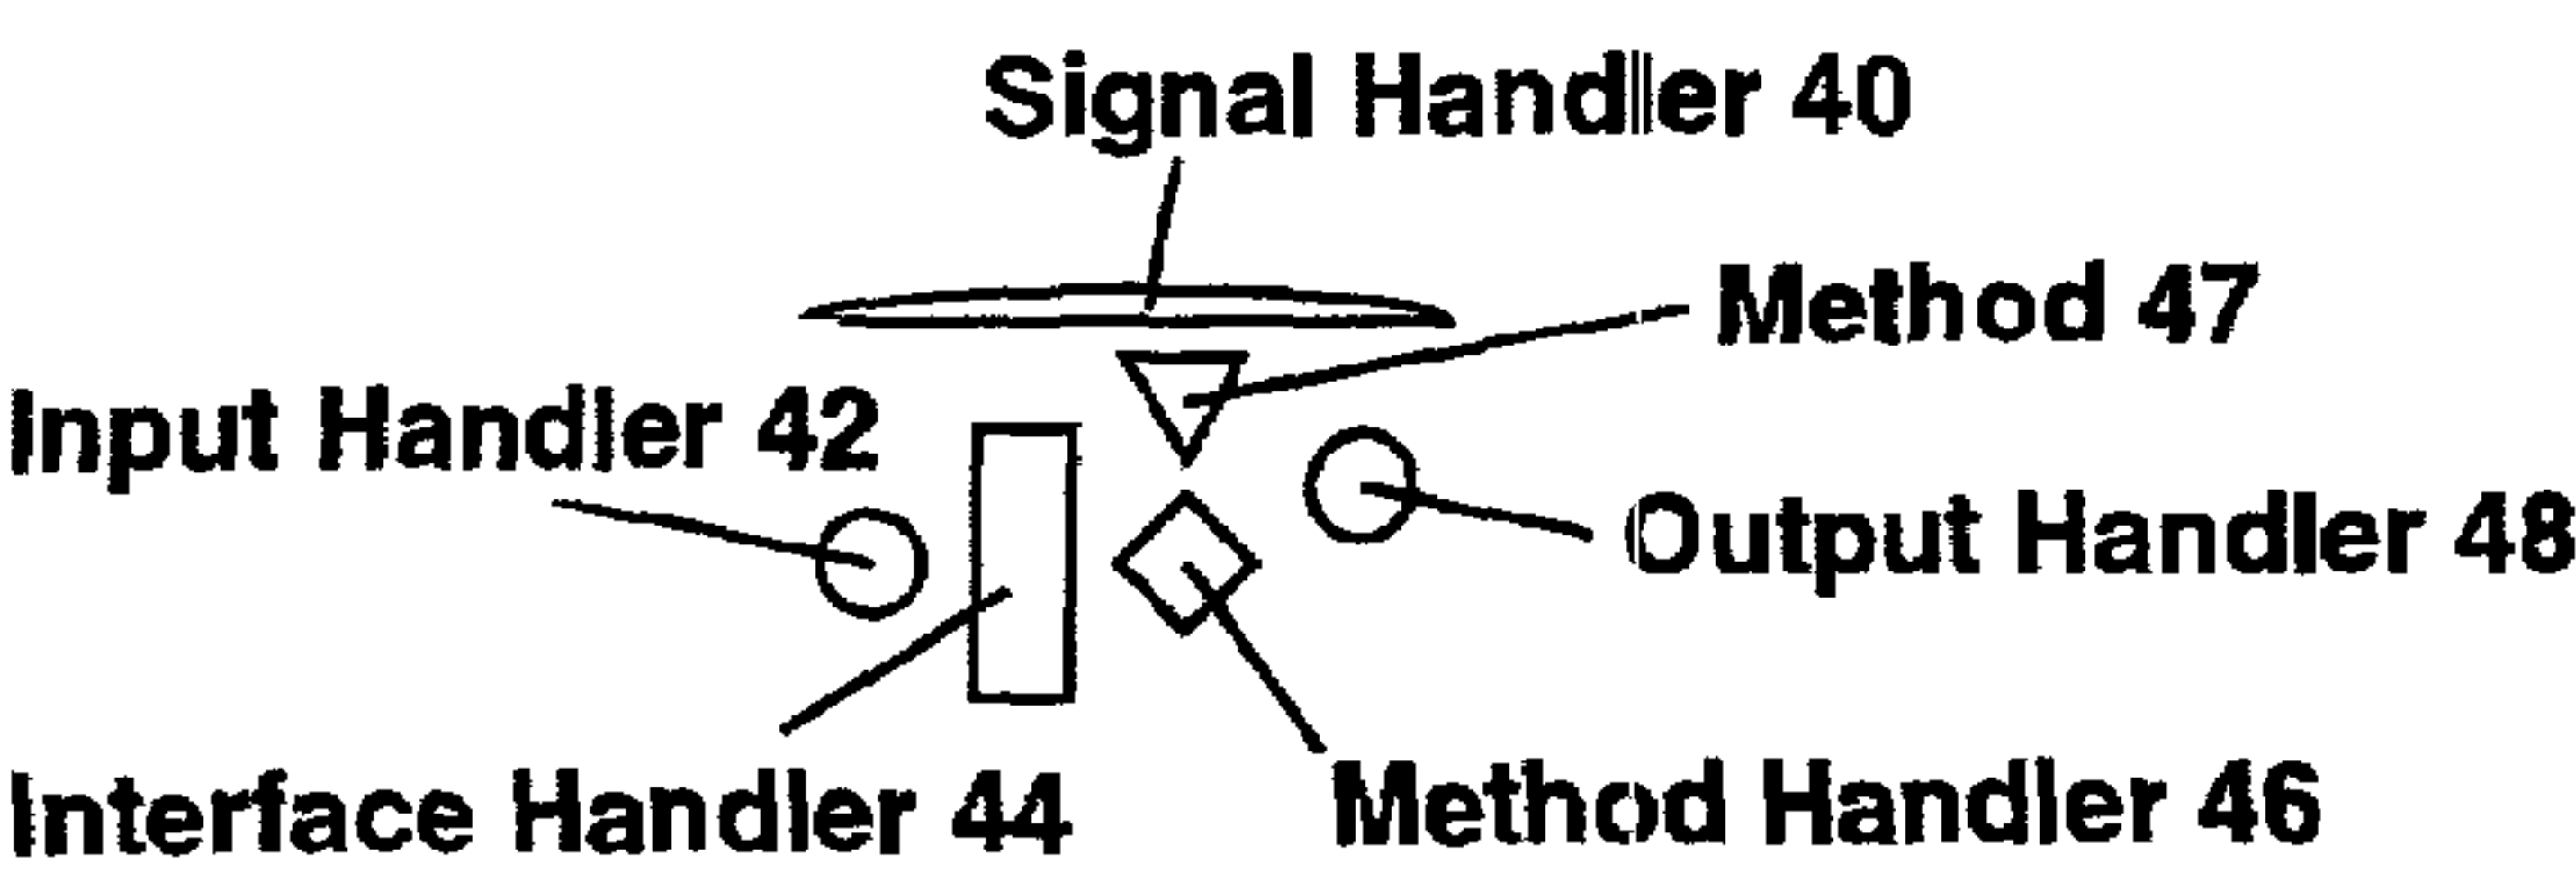 Signal Handler 40
Method 47
Input Handler 42
Output Handler 48
Interface Handler 44
Method Handler 46